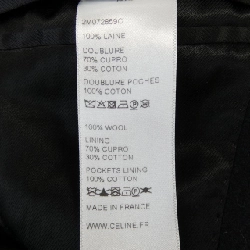 100% LAINE
DOUBLURE
70% CUPRO
30% COTON
DOUBLURE POCHES
100% COTON
100% WOOL
LINING
70% CUPRO
30% COTTON
POCKETS LINING
100% COTTON
MADE IN FRANCE
WWW.CELINE.FR